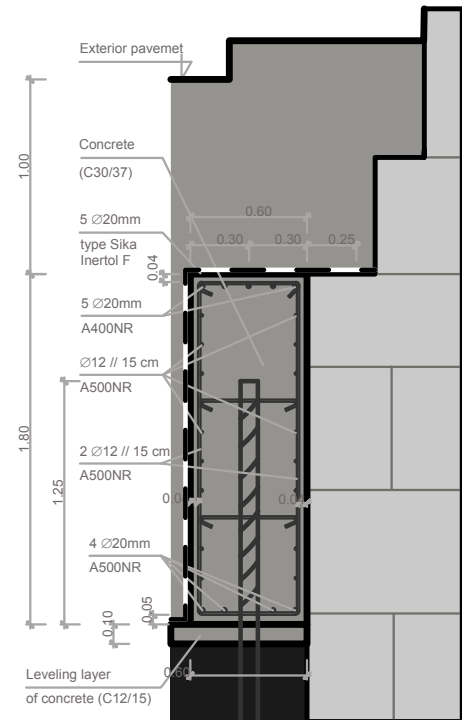 Exterior pavemet
Concrete
(C30/37)
5 ∅20mm
type Sika
Inertol F
5 ∅20mm
A400NR
∅12 // 15 cm
A500NR
2 ∅12 // 15 cm
A500NR
4 ∅20mm
A500NR
Leveling layer
of concrete (C12/15)
1.00
1.80
1.25
0.10
0.05
0.04
0.60
0.30
0.30
0.25
0.60